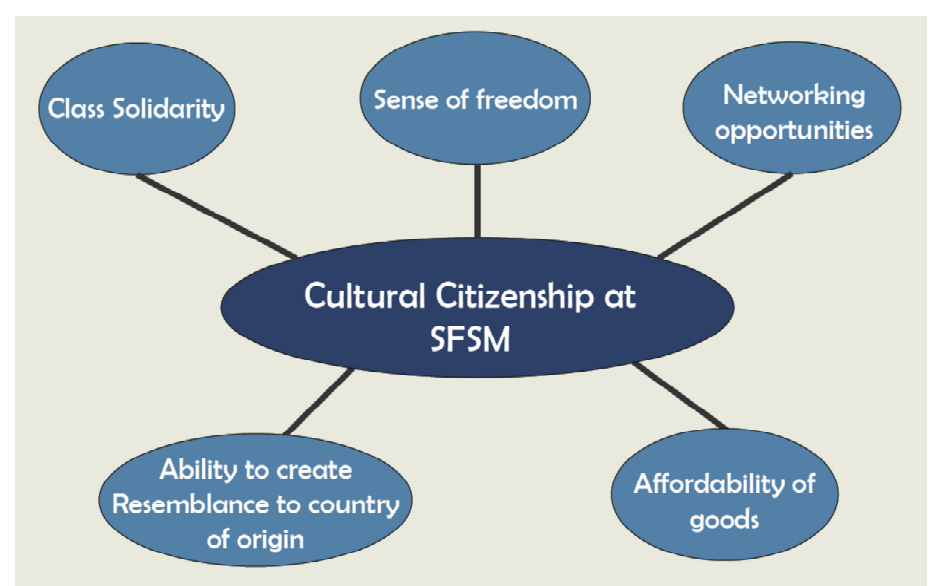 Class Solidarity
Sense of freedom
Networking
opportunities
Cultural Citizenship at
SFSM
Ability to create
Resemblance to country
of origin
Affordability of
goods